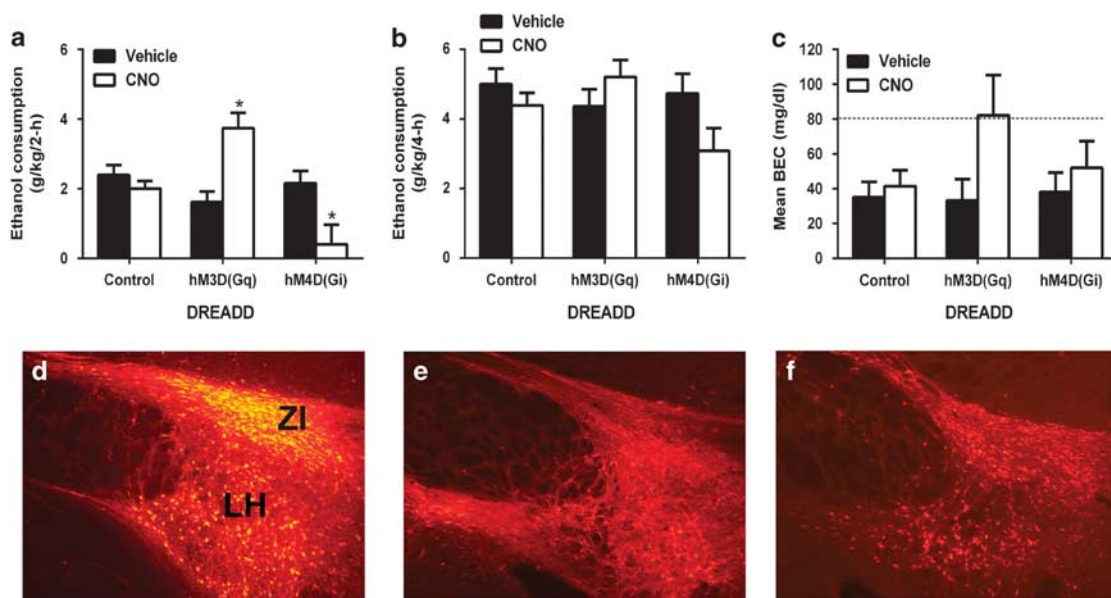 a
Vehicle
CNO
Ethanol consumption
(g/kg/2-h)
6
4
2
0
*
*
Control
hM3D(Gq)
hM4D(Gi)
DREADD
b
Vehicle
CNO
Ethanol consumption
(g/kg/4-h)
6
4
2
0
Control
hM3D(Gq)
hM4D(Gi)
DREADD
c
Vehicle
CNO
Mean BEC (mg/dl)
120
100
80
60
40
20
0
Control
hM3D(Gq)
hM4D(Gi)
DREADD
d
ZI
LH
e
f